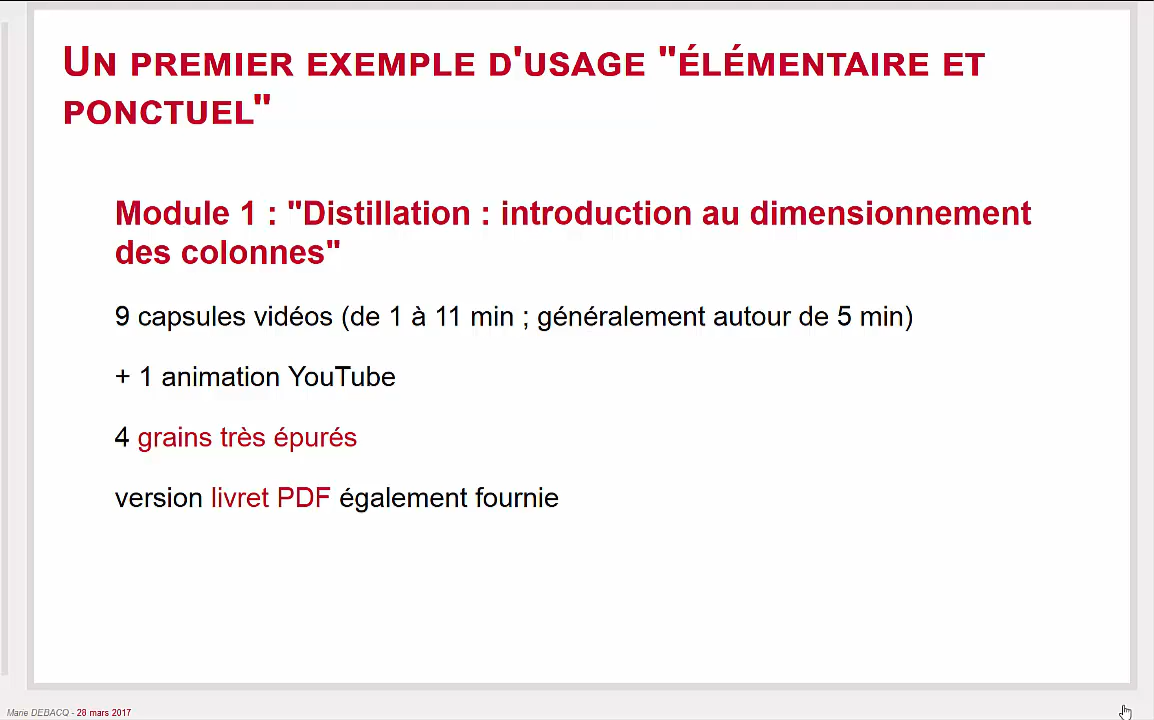 Un premier exemple d'usage "élémentaire et
ponctuel"
Module 1 : "Distillation : introduction au dimensionnement
des colonnes"
9 capsules vidéos (de 1 à 11 min ; généralement autour de 5 min)
+ 1 animation YouTube
4 grains très épurés
version livret PDF également fournie
Marie DEBACQ - 28 mars 2017